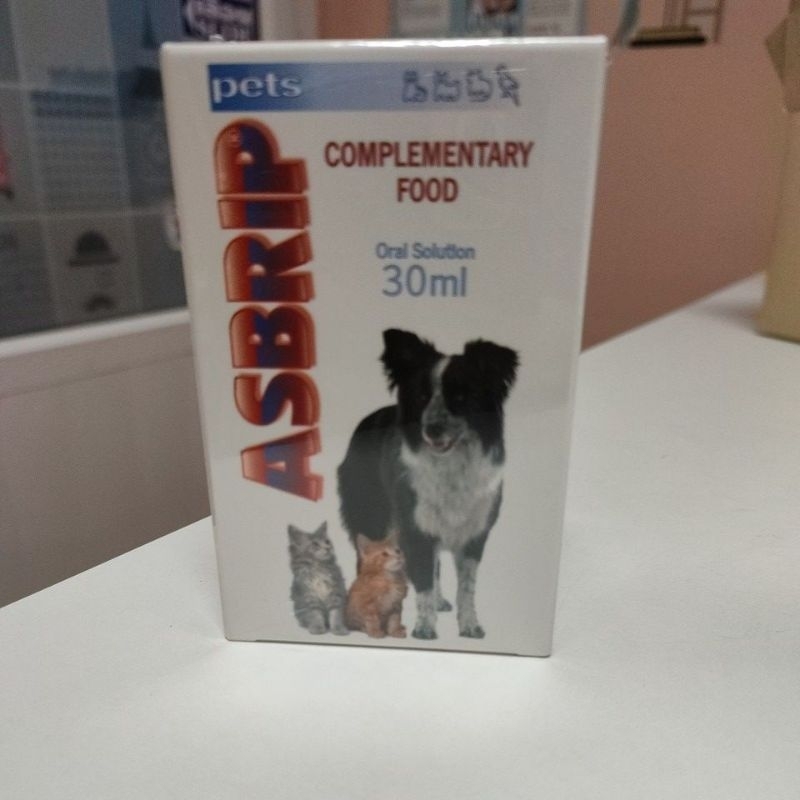 pets
ASBRIP®
COMPLEMENTARY
FOOD
Oral Solution
30ml